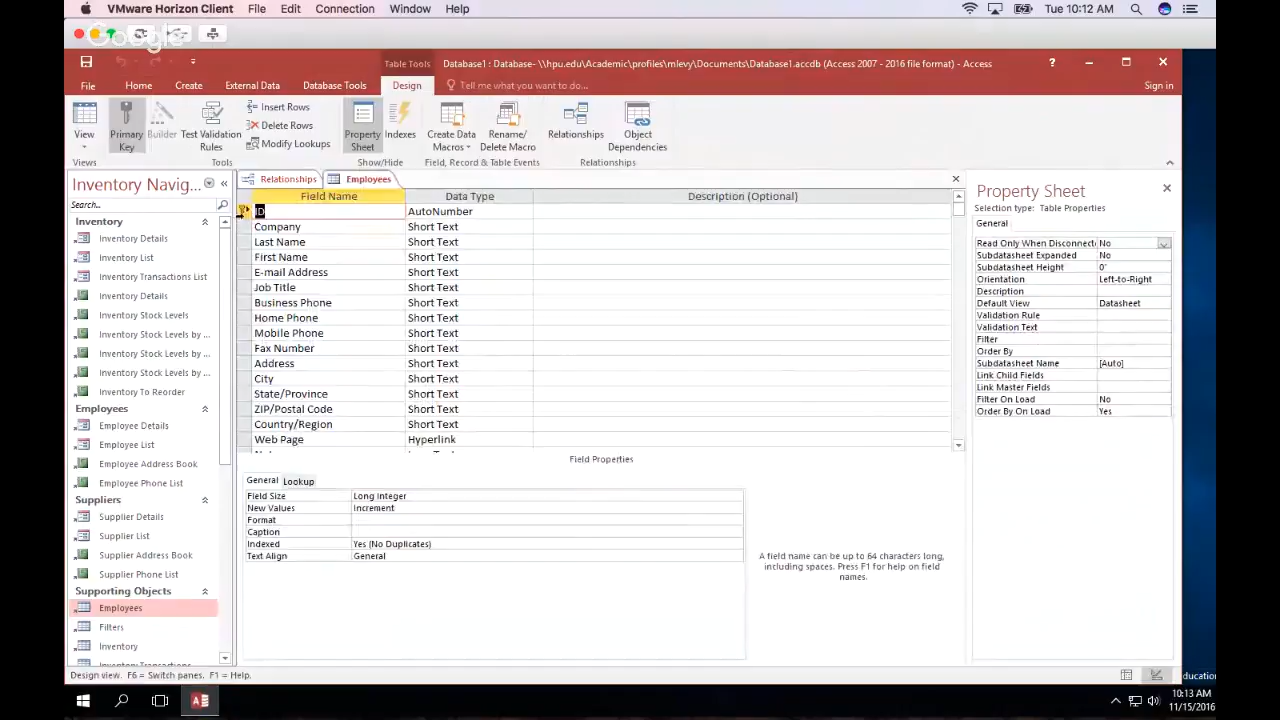 VMware Horizon Client File Edit Connection Window Help Tue 10:12 AM
Google
Table Tools Database1 : Database- \\hpu.edu\Academic\profiles\mlevy\Documents\Database1.accdb (Access 2007 - 2016 file format) - Access ?
File Home Create External Data Database Tools Design Tell me what you want to do... Sign in
View Primary Key Builder Test Validation Rules Insert Rows Delete Rows Modify Lookups Property Sheet Indexes Create Data Macros Rename/ Delete Macro Relationships Object Dependencies
Views Tools Show/Hide Field, Record & Table Events Relationships
Inventory Navig...
Search...
Inventory
Inventory Details
Inventory List
Inventory Transactions List
Inventory Details
Inventory Stock Levels
Inventory Stock Levels by ...
Inventory Stock Levels by ...
Inventory Stock Levels by ...
Inventory To Reorder
Employees
Employee Details
Employee List
Employee Address Book
Employee Phone List
Suppliers
Supplier Details
Supplier List
Supplier Address Book
Supplier Phone List
Supporting Objects
Employees
Filters
Inventory
Inventory Transactions
Relationships Employees
Field Name Data Type Description (Optional)
ID AutoNumber
Company Short Text
Last Name Short Text
First Name Short Text
E-mail Address Short Text
Job Title Short Text
Business Phone Short Text
Home Phone Short Text
Mobile Phone Short Text
Fax Number Short Text
Address Short Text
City Short Text
State/Province Short Text
ZIP/Postal Code Short Text
Country/Region Short Text
Web Page Hyperlink
Field Properties
General Lookup
Field Size Long Integer
New Values Increment
Format
Caption
Indexed Yes (No Duplicates)
Text Align General
A field name can be up to 64 characters long,
including spaces. Press F1 for help on field
names.
Property Sheet
Selection type: Table Properties
General
Read Only When Disconnect No
Subdatasheet Expanded No
Subdatasheet Height 0"
Orientation Left-to-Right
Description
Default View Datasheet
Validation Rule
Validation Text
Filter
Order By
Subdatasheet Name [Auto]
Link Child Fields
Link Master Fields
Filter On Load No
Order By On Load Yes
Design view. F6 = Switch panes. F1 = Help.
ducation
10:13 AM
11/15/2016